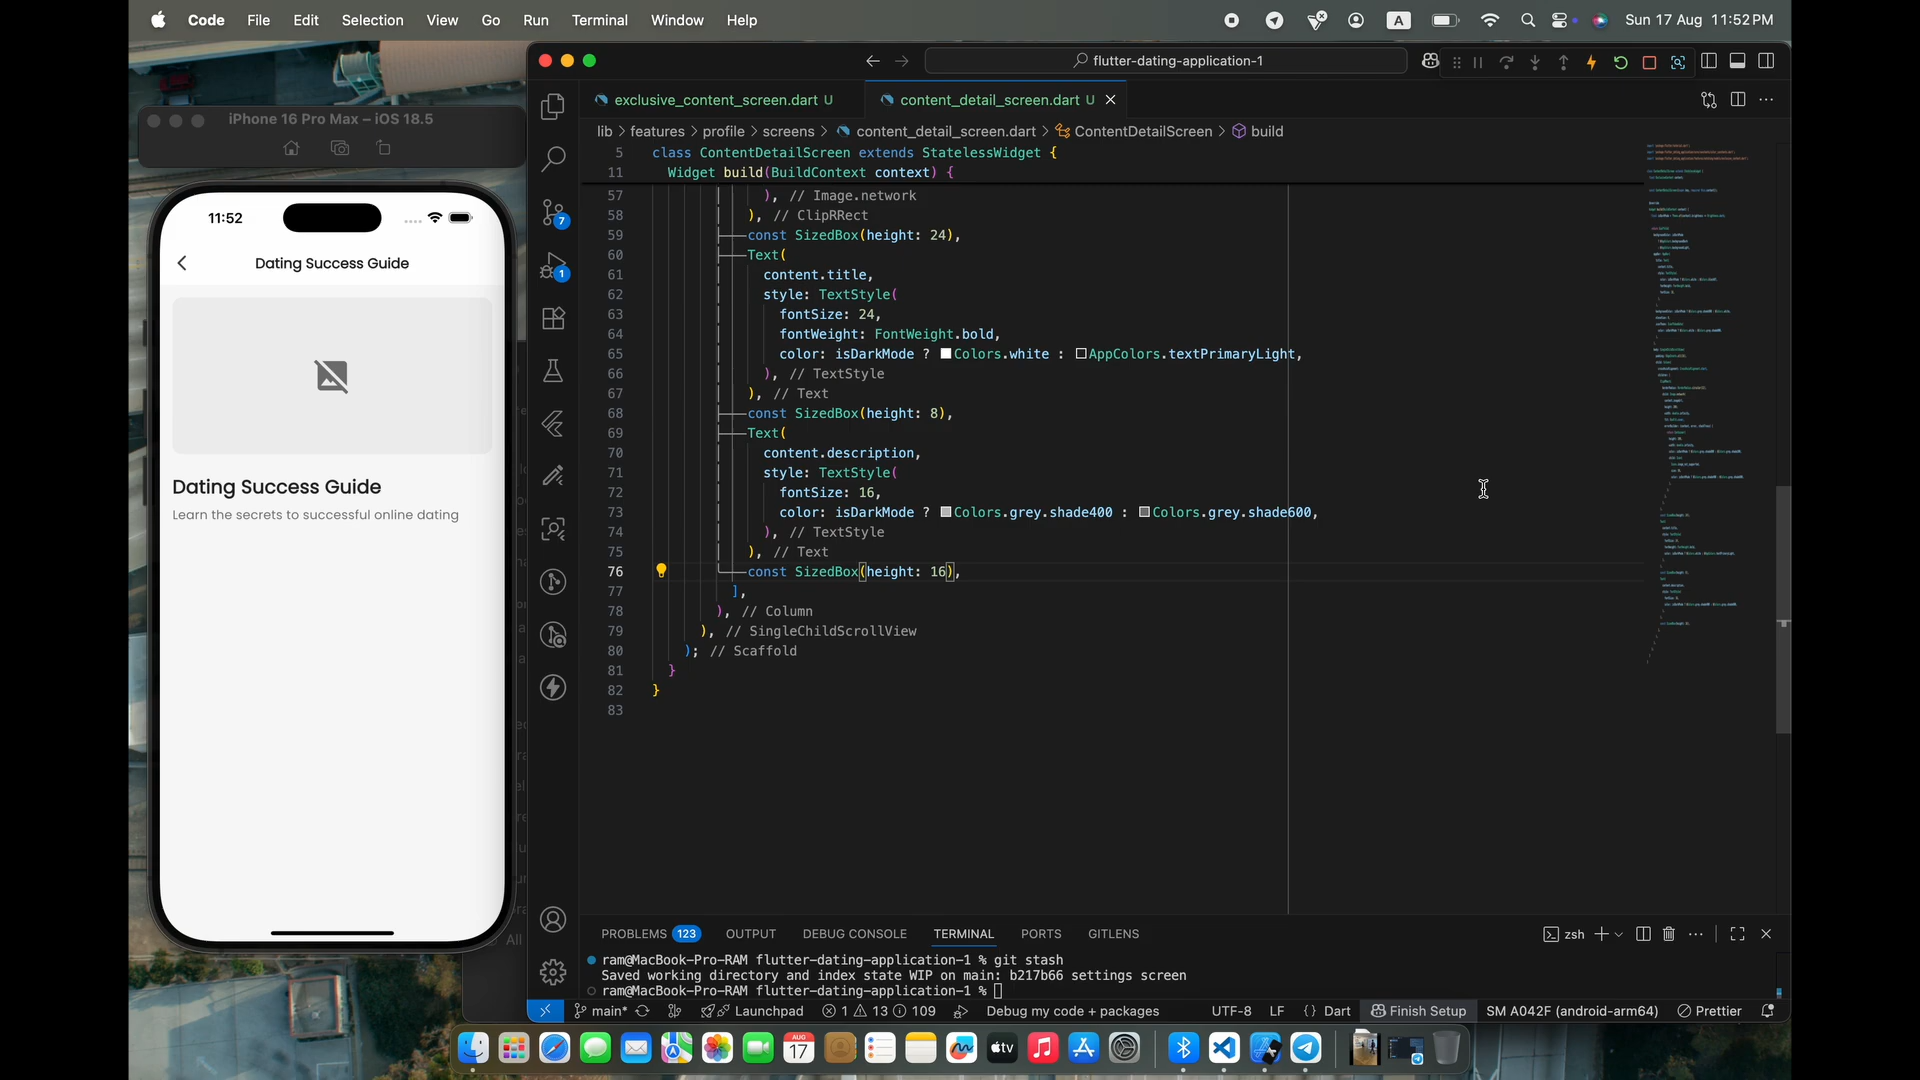 Code File Edit Selection View Go Run Terminal Window Help
A
Sun 17 Aug 11:52 PM
iPhone 16 Pro Max – iOS 18.5
11:52
Dating Success Guide
Dating Success Guide
Learn the secrets to successful online dating
flutter-dating-application-1
exclusive_content_screen.dart U
content_detail_screen.dart U
lib > features > profile > screens > content_detail_screen.dart > ContentDetailScreen > build
5 class ContentDetailScreen extends StatelessWidget {
11 Widget build(BuildContext context) {
57 ), // Image.network
58 ), // ClipRRect
59 const SizedBox(height: 24),
60 Text(
61 content.title,
62 style: TextStyle(
63 fontSize: 24,
64 fontWeight: FontWeight.bold,
65 color: isDarkMode ? Colors.white : AppColors.textPrimaryLight,
66 ), // TextStyle
67 ), // Text
68 const SizedBox(height: 8),
69 Text(
70 content.description,
71 style: TextStyle(
72 fontSize: 16,
73 color: isDarkMode ? Colors.grey.shade400 : Colors.grey.shade600,
74 ), // TextStyle
75 ), // Text
76 const SizedBox(height: 16),
77 ],
78 ), // Column
79 ), // SingleChildScrollView
80 ); // Scaffold
81 }
82 }
83
7
1
All
PROBLEMS 123 OUTPUT DEBUG CONSOLE TERMINAL PORTS GITLENS
zsh
ram@MacBook-Pro-RAM flutter-dating-application-1 % git stash
Saved working directory and index state WIP on main: b217b66 settings screen
ram@MacBook-Pro-RAM flutter-dating-application-1 %
main* Launchpad 1 13 109 Debug my code + packages UTF-8 LF {} Dart Finish Setup SM A042F (android-arm64) Prettier
AUG
17
tv